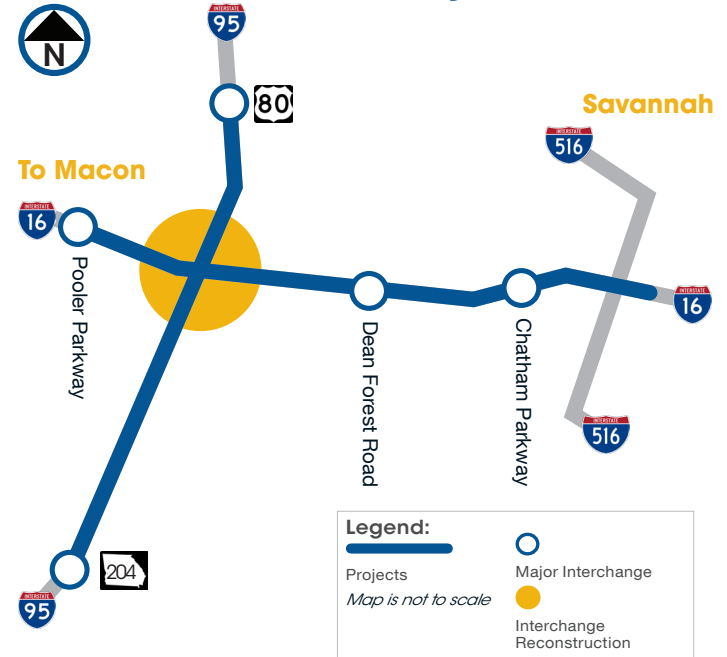 N
INTERSTATE
95
80
Savannah
INTERSTATE
516
To Macon
INTERSTATE
16
Pooler Parkway
Dean Forest Road
Chatham Parkway
INTERSTATE
16
INTERSTATE
516
204
INTERSTATE
95
Legend:
Projects
Map is not to scale
Major Interchange
Interchange
Reconstruction